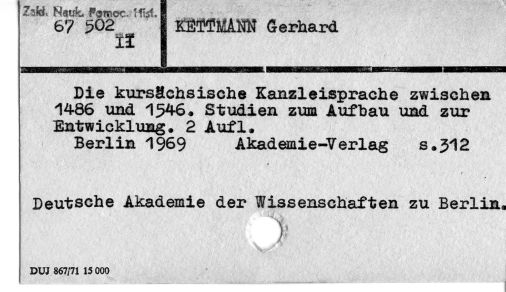 Zakł. Nauk. Pomoc. Hist.
67 502
II
KETTMANN Gerhard
Die kursächsische Kanzleisprache zwischen
1486 und 1546. Studien zum Aufbau und zur
Entwicklung. 2 Aufl.
Berlin 1969 Akademie-Verlag s.312
Deutsche Akademie der Wissenschaften zu Berlin.
DUJ 867/71 15 000